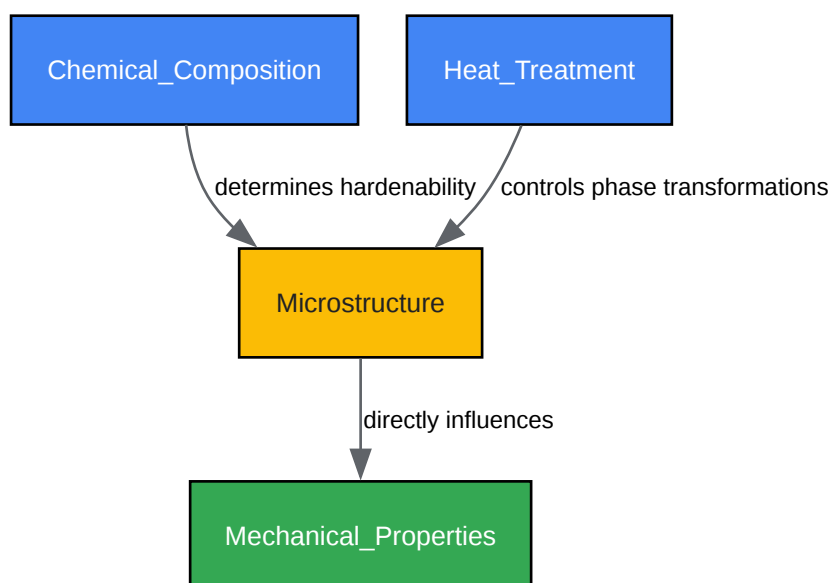 Chemical_Composition
Heat_Treatment
determines hardenability
controls phase transformations
Microstructure
directly influences
Mechanical_Properties